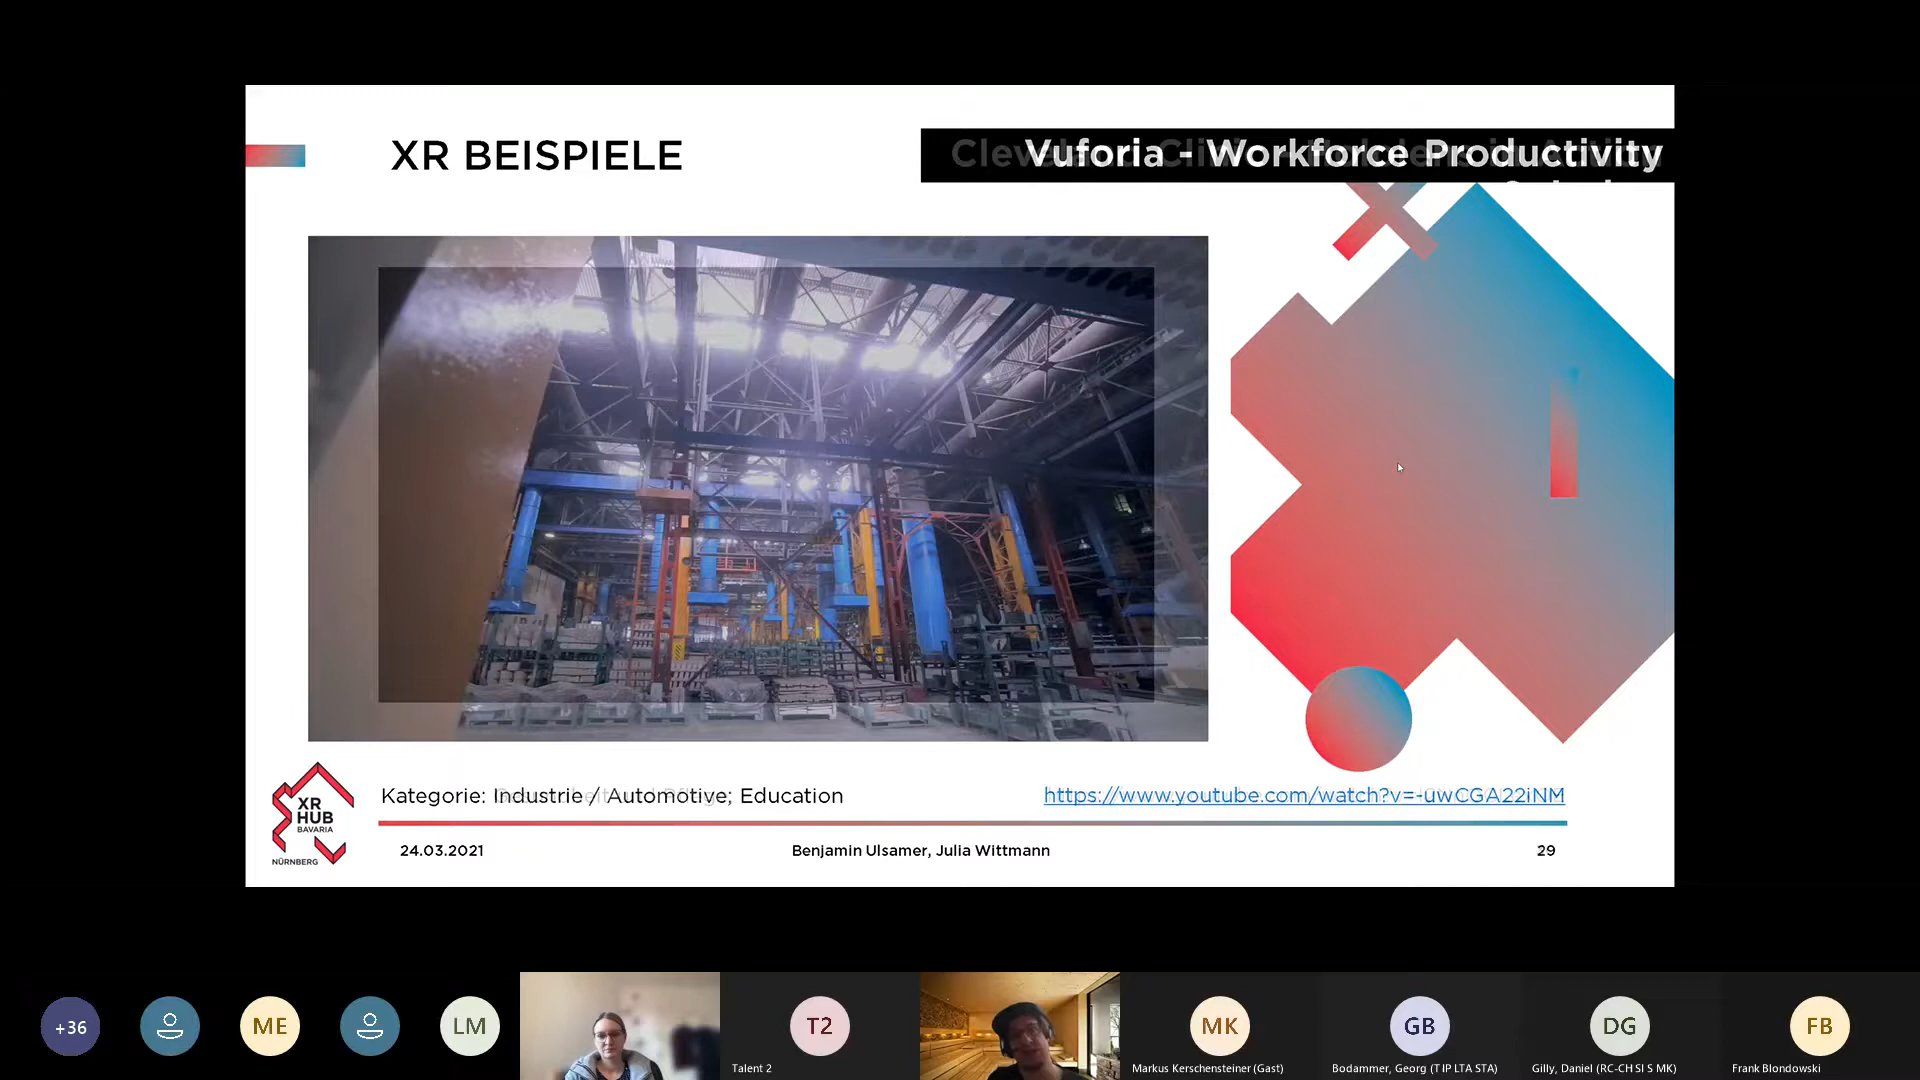 XR BEISPIELE
Vuforia - Workforce Productivity
XR
HUB
BAVARIA
NÜRNBERG
Kategorie: Industrie / Automotive; Education
https://www.youtube.com/watch?v=-uwCGA22iNM
24.03.2021
Benjamin Ulsamer, Julia Wittmann
29
+36
ME
LM
T2
MK
GB
DG
FB
Talent 2
Markus Kerschensteiner (Gast)
Bodammer, Georg (T IP LTA STA)
Gilly, Daniel (RC-CH SI S MK)
Frank Blondowski